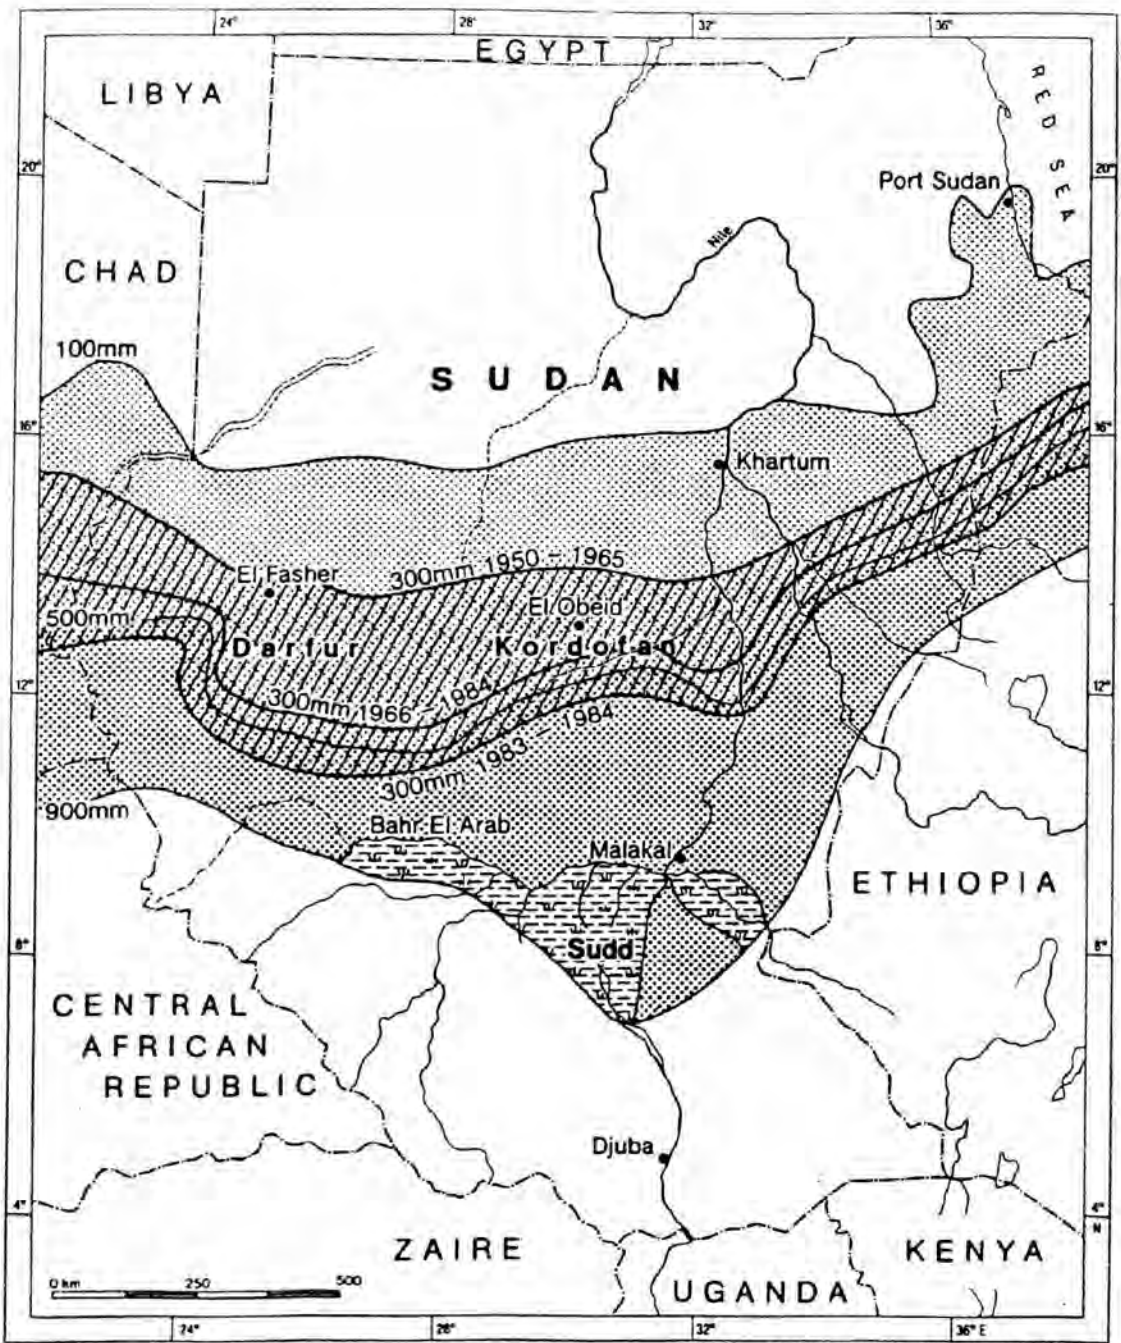 24° 28° 32° 36°
EGYPT
LIBYA
RED SEA
20° 20°
Port Sudan
Nile
CHAD
100mm
SUDAN
16° 16°
Khartum
300mm 1950 – 1965
El Fasher
El Obeid
500mm
Darfur Kordofan
12° 12°
300mm 1966 – 1984
300mm 1983 – 1984
900mm
Bahr El Arab
Malakal
ETHIOPIA
8° 8°
Sudd
CENTRAL
AFRICAN
REPUBLIC
Djuba
4° 4°
N
ZAIRE
KENYA
UGANDA
0 km 250 500
24° 28° 32° 36° E